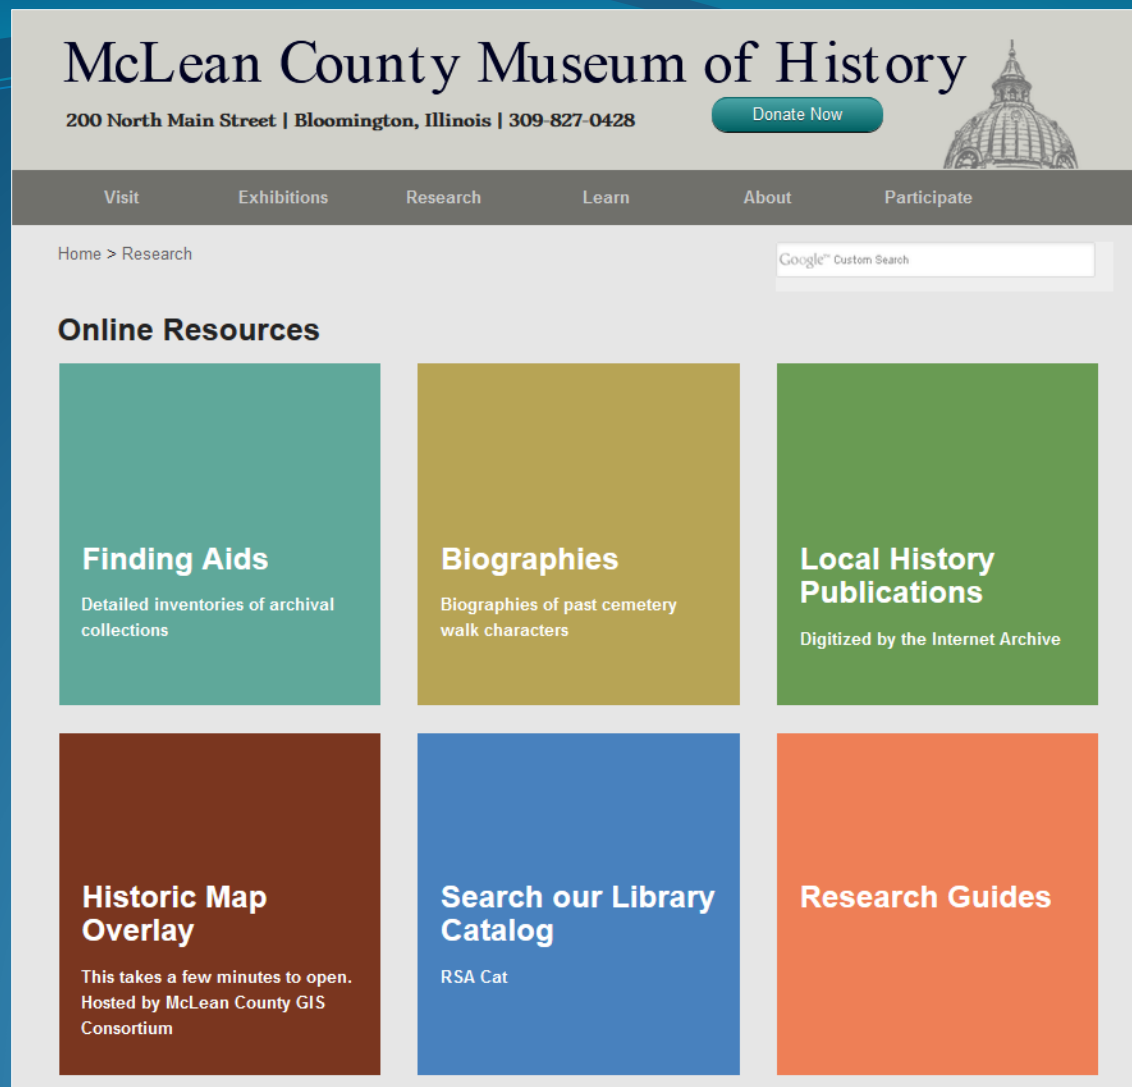 McLean County Museum of History
200 North Main Street | Bloomington, Illinois | 309-827-0428
Donate Now
Visit Exhibitions Research Learn About Participate
Home > Research
Google™ Custom Search
Online Resources
Finding Aids
Detailed inventories of archival
collections
Biographies
Biographies of past cemetery
walk characters
Local History
Publications
Digitized by the Internet Archive
Historic Map
Overlay
This takes a few minutes to open.
Hosted by McLean County GIS
Consortium
Search our Library
Catalog
RSA Cat
Research Guides